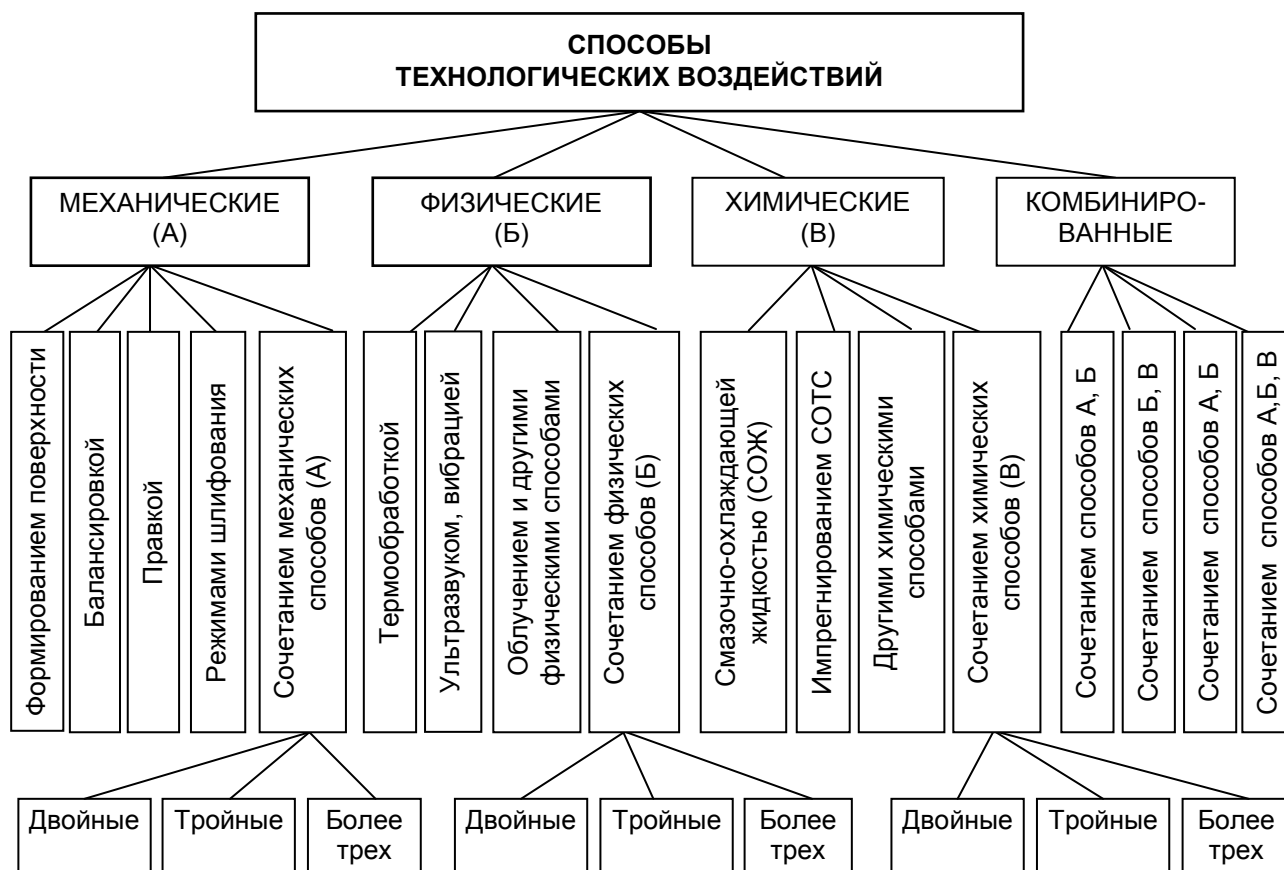 СПОСОБЫ
ТЕХНОЛОГИЧЕСКИХ ВОЗДЕЙСТВИЙ
МЕХАНИЧЕСКИЕ
(А)
ФИЗИЧЕСКИЕ
(Б)
ХИМИЧЕСКИЕ
(В)
КОМБИНИРО-
ВАННЫЕ
Формированием поверхности
Балансировкой
Правкой
Режимами шлифования
Сочетанием механических
способов (А)
Термообработкой
Ультразвуком, вибрацией
Облучением и другими
физическими способами
Сочетанием физических
способов (Б)
Смазочно-охлаждающей
жидкостью (СОЖ)
Импрегнированием СОТС
Другими химическими
способами
Сочетанием химических
способов (В)
Сочетанием способов А, Б
Сочетанием способов Б, В
Сочетанием способов А, Б
Сочетанием способов А,Б, В
Двойные
Тройные
Более
трех
Двойные
Тройные
Более
трех
Двойные
Тройные
Более
трех